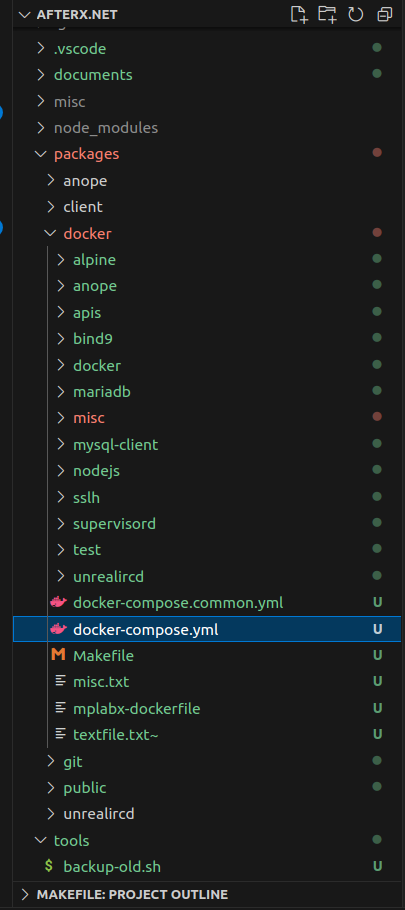 AFTERX.NET
.vscode
documents
misc
node_modules
packages
anope
client
docker
alpine
anope
apis
bind9
docker
mariadb
misc
mysql-client
nodejs
sslh
supervisord
test
unrealircd
docker-compose.common.yml U
docker-compose.yml U
M Makefile U
misc.txt U
mplabx-dockerfile U
textfile.txt~ U
git
public
unrealircd
tools
$ backup-old.sh U
MAKEFILE: PROJECT OUTLINE